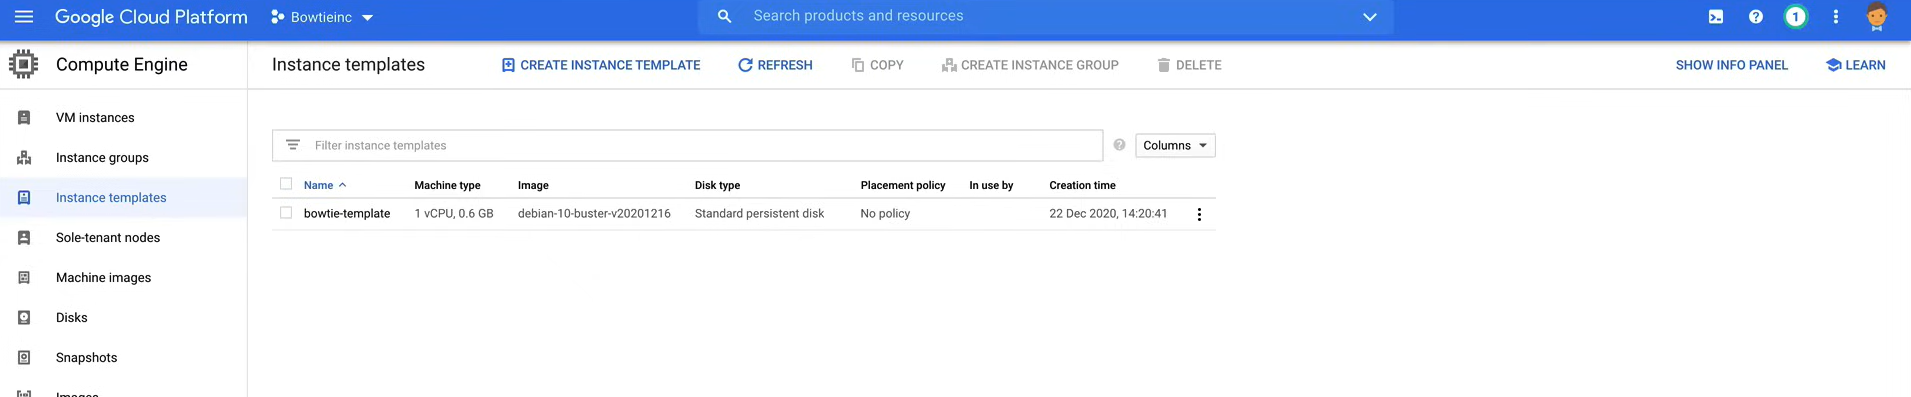 Google Cloud Platform Bowtieinc Search products and resources 1
Compute Engine
Instance templates CREATE INSTANCE TEMPLATE REFRESH COPY CREATE INSTANCE GROUP DELETE SHOW INFO PANEL LEARN
VM instances
Instance groups
Instance templates
Sole-tenant nodes
Machine images
Disks
Snapshots
Images
Filter instance templates Columns
Name Machine type Image Disk type Placement policy In use by Creation time
bowtie-template 1 vCPU, 0.6 GB debian-10-buster-v20201216 Standard persistent disk No policy 22 Dec 2020, 14:20:41